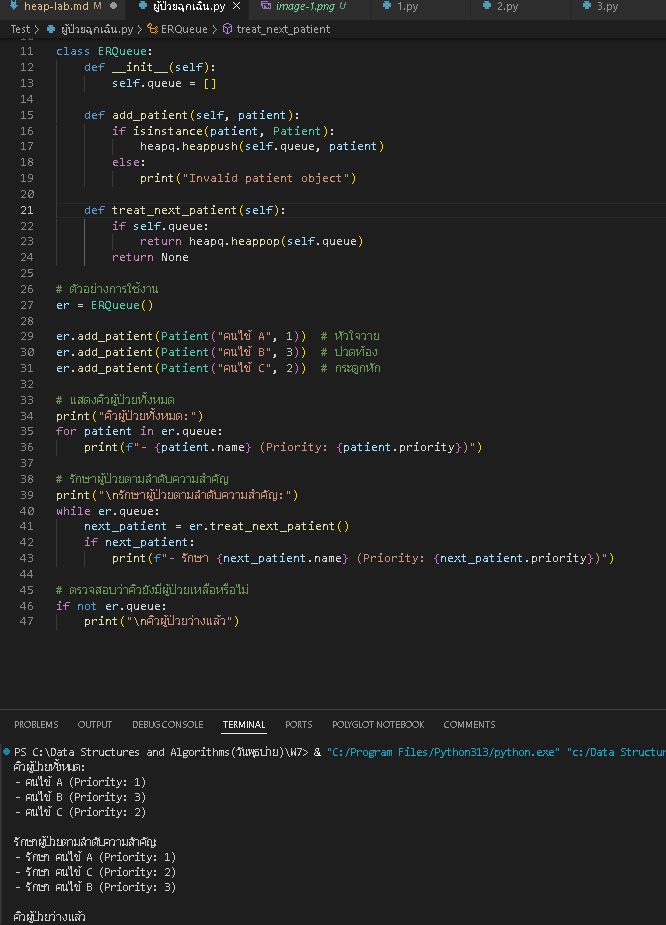 heap-lab.md M
ผู้ป่วยฉุกเฉิน.py
image-1.png U
1.py
2.py
3.py
Test > ผู้ป่วยฉุกเฉิน.py > ERQueue > treat_next_patient
11 class ERQueue:
12     def __init__(self):
13         self.queue = []
14
15     def add_patient(self, patient):
16         if isinstance(patient, Patient):
17             heapq.heappush(self.queue, patient)
18         else:
19             print("Invalid patient object")
20
21     def treat_next_patient(self):
22         if self.queue:
23             return heapq.heappop(self.queue)
24         return None
25
26 # ตัวอย่างการใช้งาน
27 er = ERQueue()
28
29 er.add_patient(Patient("คนไข้ A", 1))  # หัวใจวาย
30 er.add_patient(Patient("คนไข้ B", 3))  # ปวดท้อง
31 er.add_patient(Patient("คนไข้ C", 2))  # กระดูกหัก
32
33 # แสดงคิวผู้ป่วยทั้งหมด
34 print("คิวผู้ป่วยทั้งหมด:")
35 for patient in er.queue:
36     print(f"- {patient.name} (Priority: {patient.priority})")
37
38 # รักษาผู้ป่วยตามลำดับความสำคัญ
39 print("\nรักษาผู้ป่วยตามลำดับความสำคัญ:")
40 while er.queue:
41     next_patient = er.treat_next_patient()
42     if next_patient:
43         print(f"- รักษา {next_patient.name} (Priority: {next_patient.priority})")
44
45 # ตรวจสอบว่าคิวยังมีผู้ป่วยเหลือหรือไม่
46 if not er.queue:
47     print("\nคิวผู้ป่วยว่างแล้ว")
PROBLEMS OUTPUT DEBUG CONSOLE TERMINAL PORTS POLYGLOT NOTEBOOK COMMENTS
PS C:\Data Structures and Algorithms(วันพุธบ่าย)\W7> & "C:/Program Files/Python313/python.exe" "c:/Data Structur
คิวผู้ป่วยทั้งหมด:
- คนไข้ A (Priority: 1)
- คนไข้ B (Priority: 3)
- คนไข้ C (Priority: 2)
รักษาผู้ป่วยตามลำดับความสำคัญ:
- รักษา คนไข้ A (Priority: 1)
- รักษา คนไข้ C (Priority: 2)
- รักษา คนไข้ B (Priority: 3)
คิวผู้ป่วยว่างแล้ว